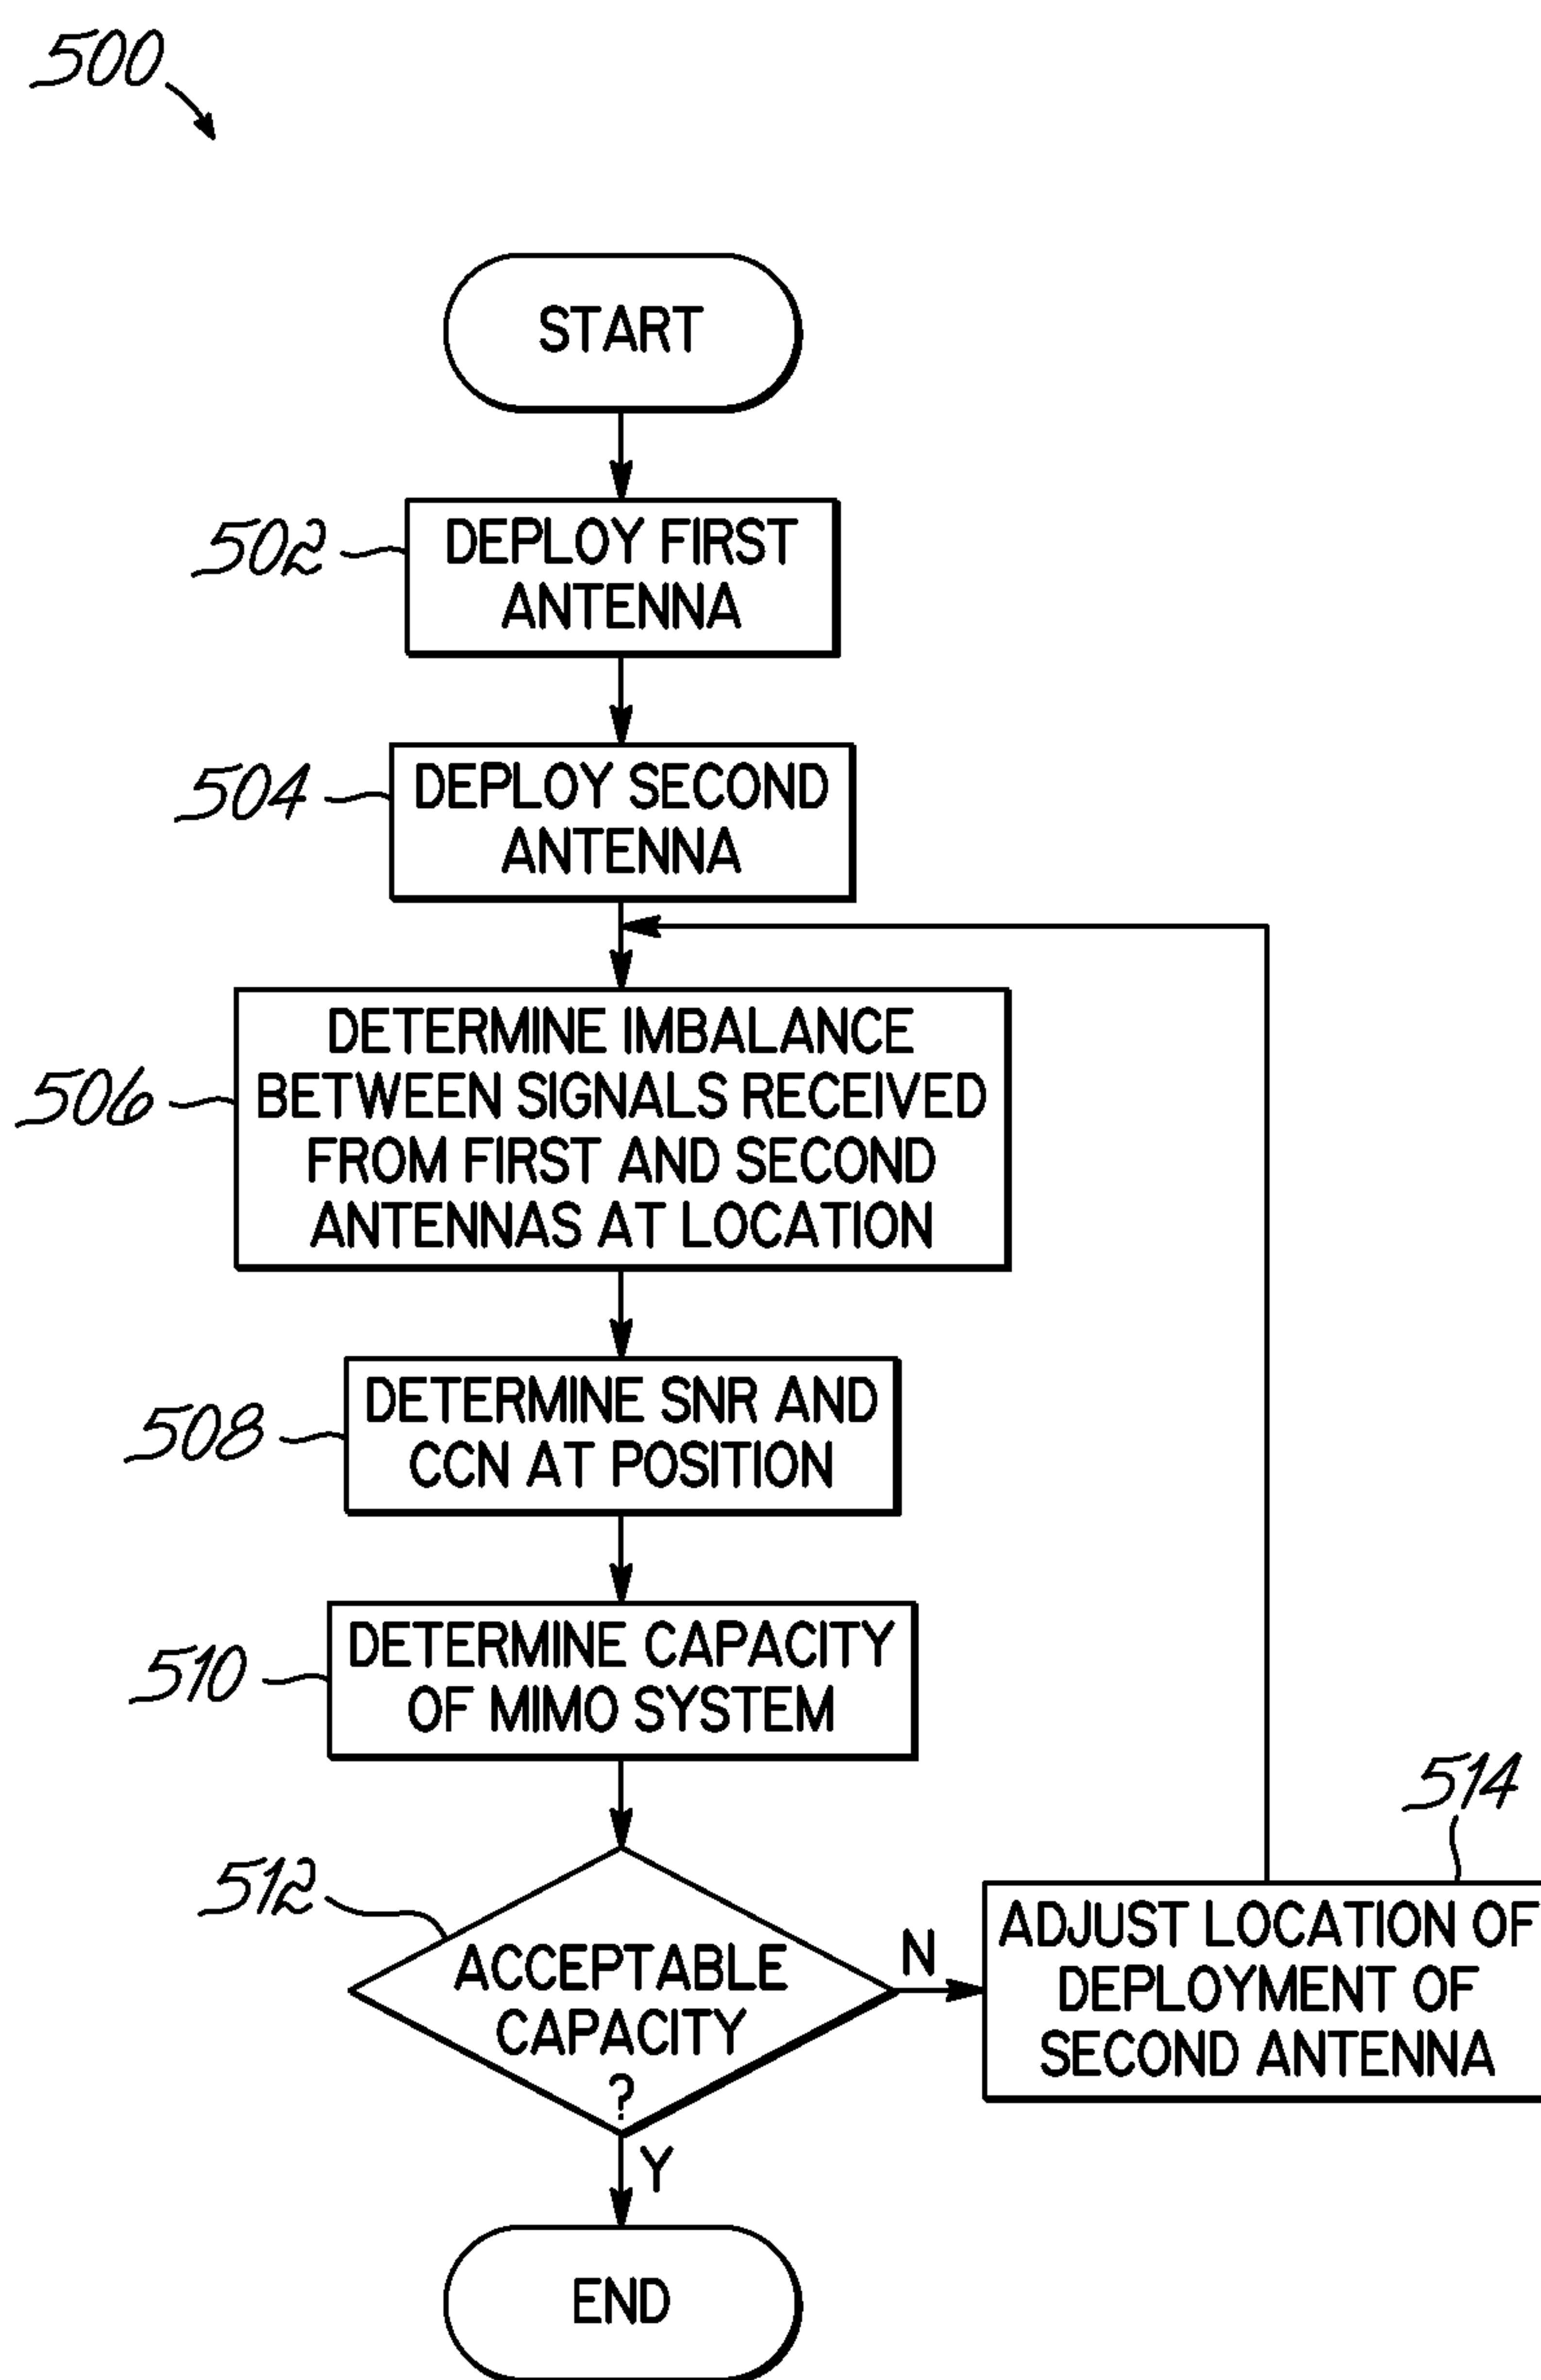 500
START
502
DEPLOY FIRST
ANTENNA
504
DEPLOY SECOND
ANTENNA
506
DETERMINE IMBALANCE
BETWEEN SIGNALS RECEIVED
FROM FIRST AND SECOND
ANTENNAS AT LOCATION
508
DETERMINE SNR AND
CCN AT POSITION
510
DETERMINE CAPACITY
OF MIMO SYSTEM
512
ACCEPTABLE
CAPACITY
?
N
514
ADJUST LOCATION OF
DEPLOYMENT OF
SECOND ANTENNA
Y
END